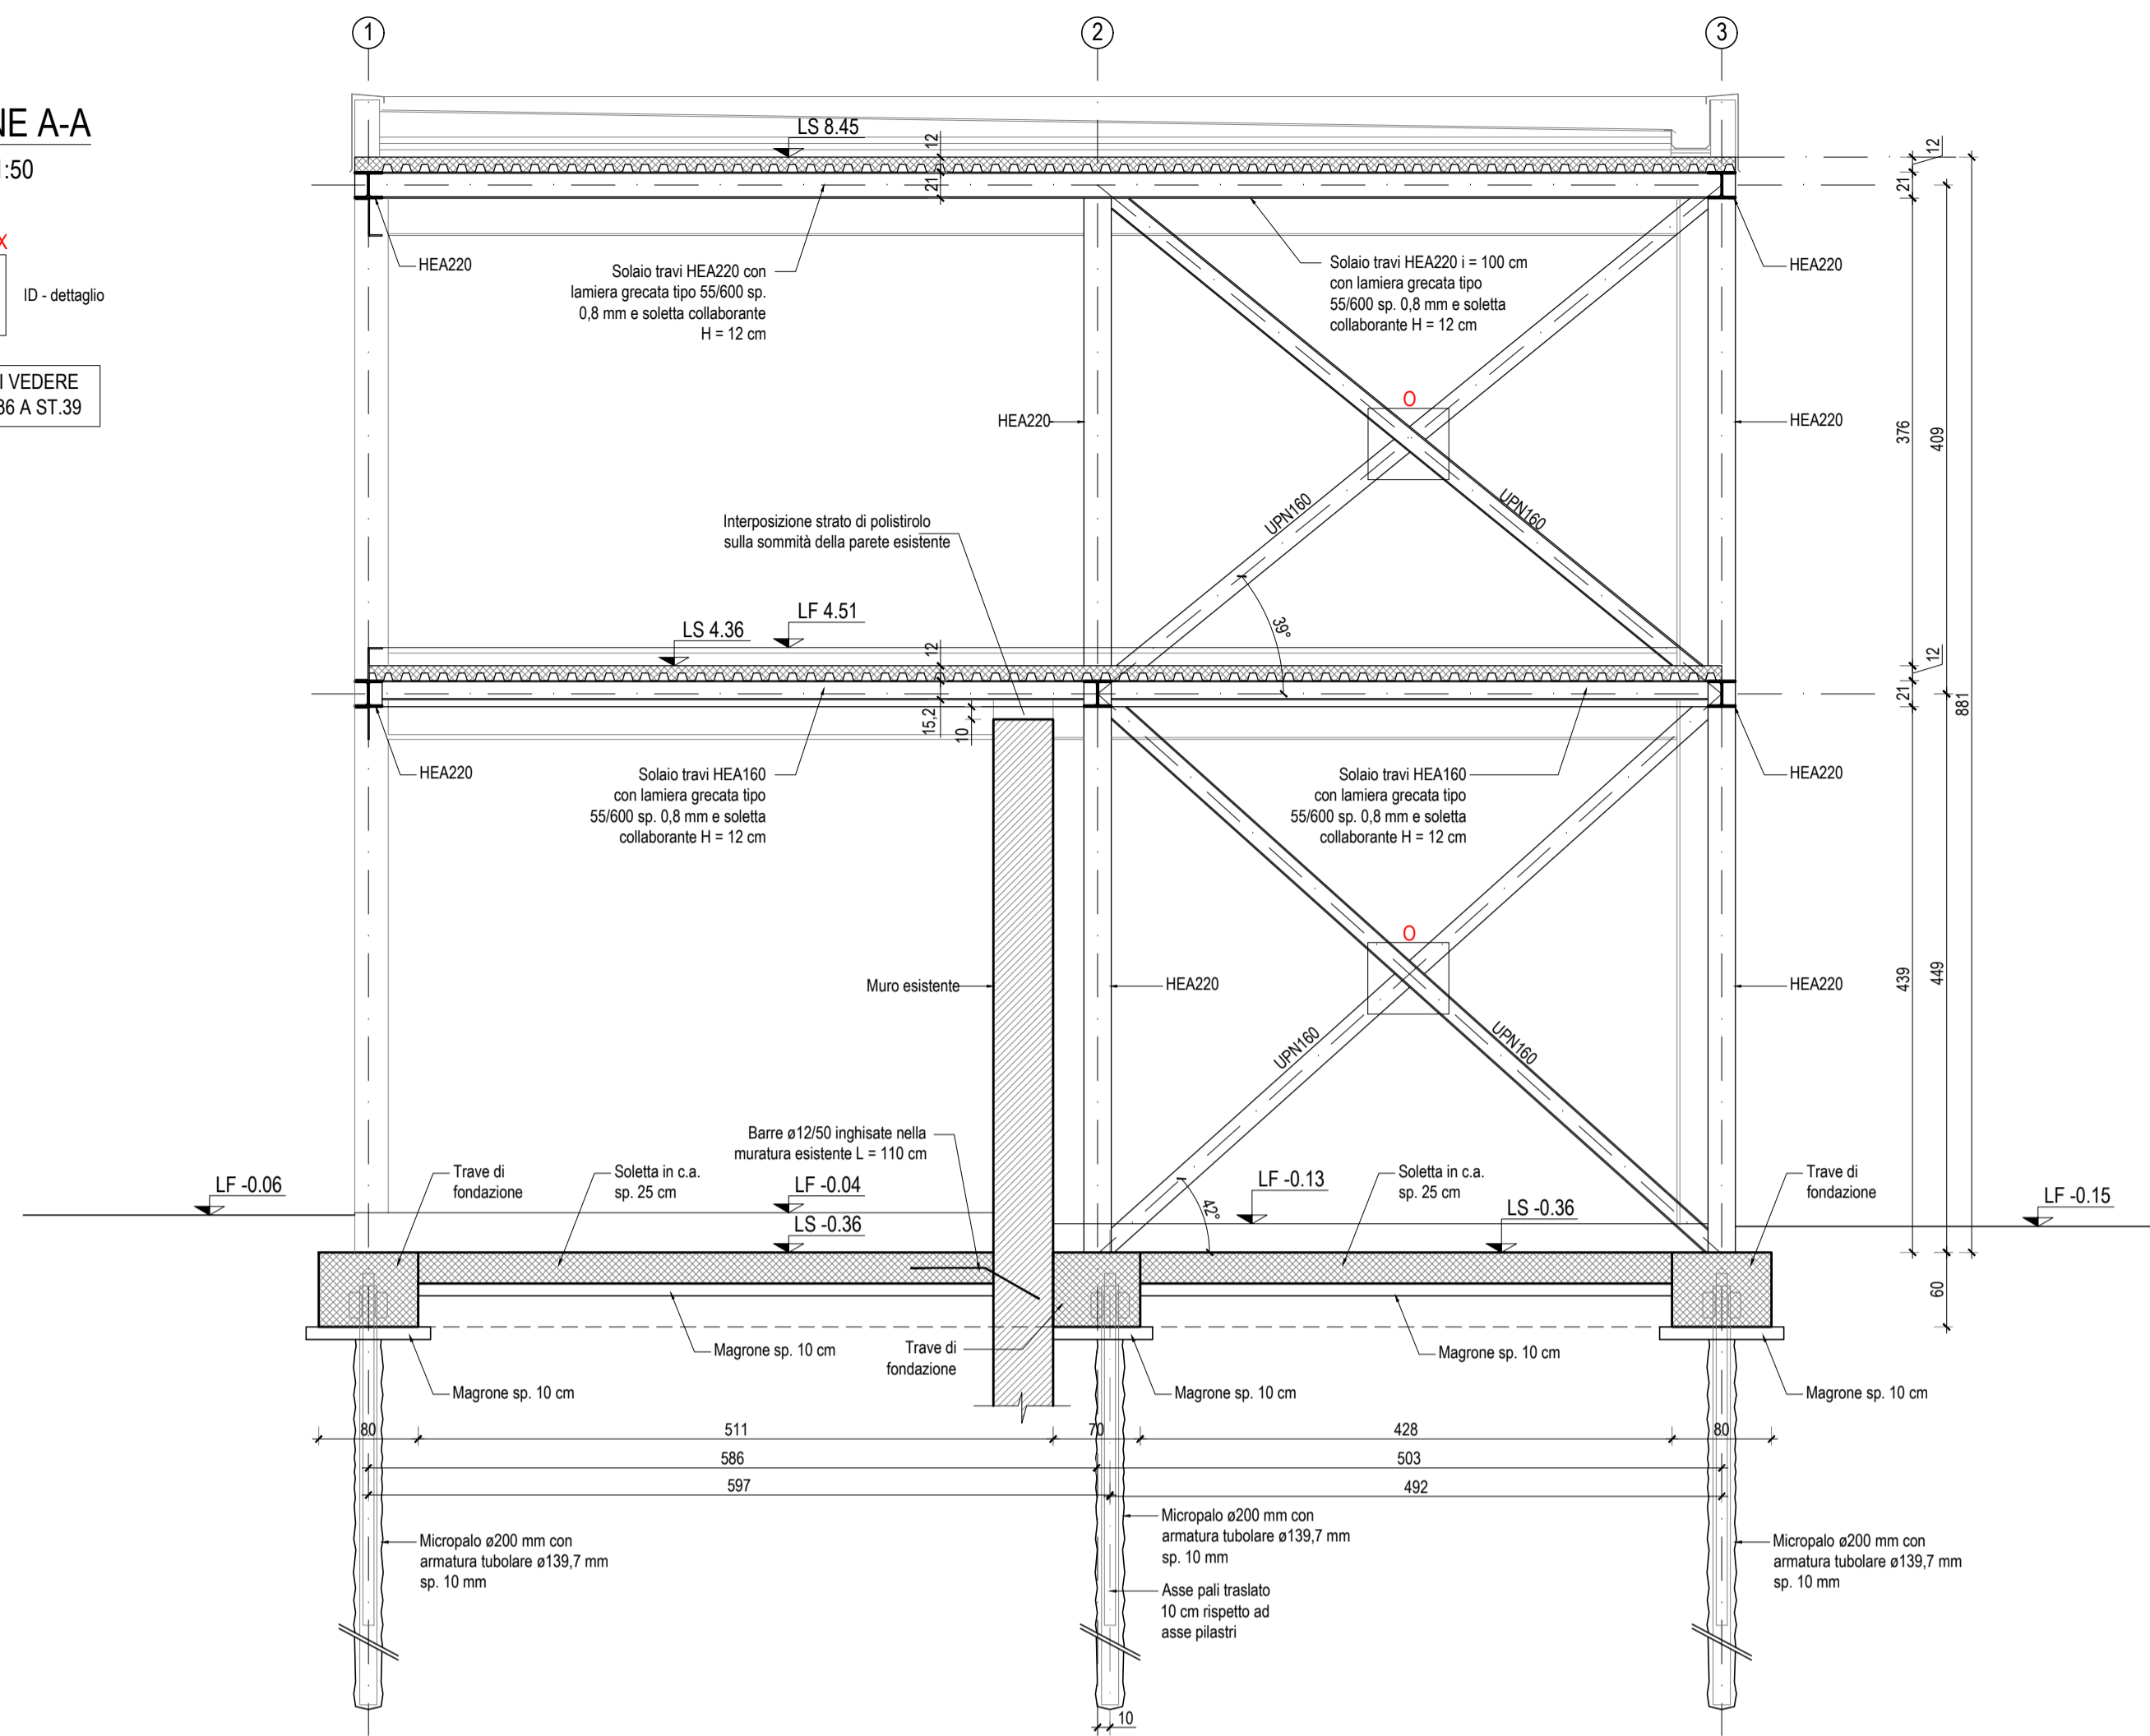 1
2
3
NE A-A
1:50
X
ID - dettaglio
I VEDERE
36 A ST.39
LS 8.45
12
21
12
21
HEA220
Solaio travi HEA220 con
lamiera grecata tipo 55/600 sp.
0,8 mm e soletta collaborante
H = 12 cm
Solaio travi HEA220 i = 100 cm
con lamiera grecata tipo
55/600 sp. 0,8 mm e soletta
collaborante H = 12 cm
HEA220
O
HEA220
HEA220
376
409
UPN160
UPN160
Interposizione strato di polistirolo
sulla sommità della parete esistente
39°
LF 4.51
LS 4.36
12
15,2
10
12
21
881
HEA220
Solaio travi HEA160
con lamiera grecata tipo
55/600 sp. 0,8 mm e soletta
collaborante H = 12 cm
Solaio travi HEA160
con lamiera grecata tipo
55/600 sp. 0,8 mm e soletta
collaborante H = 12 cm
HEA220
O
Muro esistente
HEA220
HEA220
439
449
UPN160
UPN160
Barre ø12/50 inghisate nella
muratura esistente L = 110 cm
LF -0.06
Trave di
fondazione
Soletta in c.a.
sp. 25 cm
LF -0.04
LS -0.36
LF -0.13
42°
Soletta in c.a.
sp. 25 cm
LS -0.36
Trave di
fondazione
LF -0.15
60
Magrone sp. 10 cm
Trave di
fondazione
Magrone sp. 10 cm
Magrone sp. 10 cm
Magrone sp. 10 cm
Magrone sp. 10 cm
80
511
70
428
80
586
503
597
492
Micropalo ø200 mm con
armatura tubolare ø139,7 mm
sp. 10 mm
Micropalo ø200 mm con
armatura tubolare ø139,7 mm
sp. 10 mm
Micropalo ø200 mm con
armatura tubolare ø139,7 mm
sp. 10 mm
Asse pali traslato
10 cm rispetto ad
asse pilastri
10